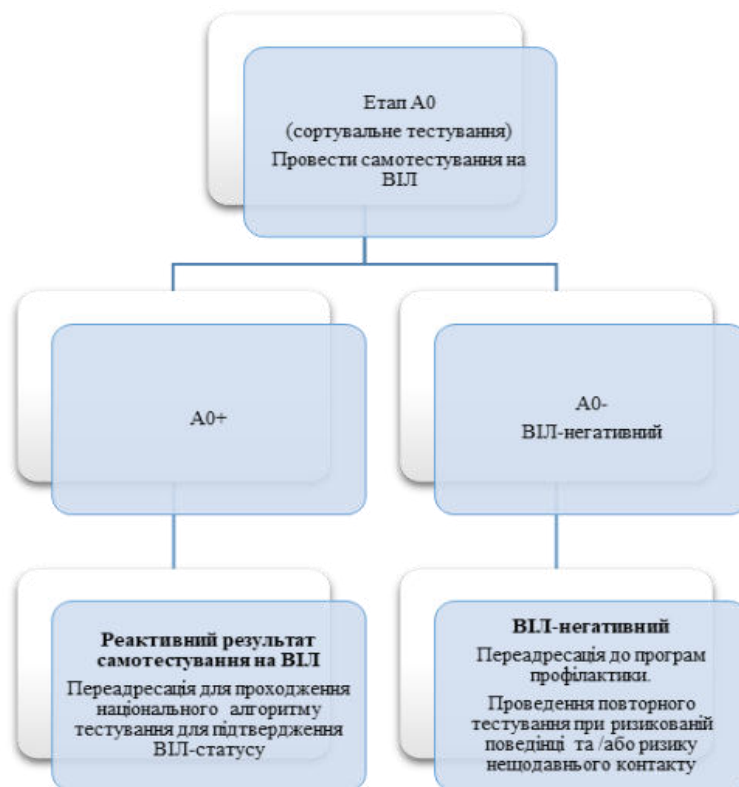 Етап А0
(сортувальне тестування)
Провести самотестування на
ВІЛ
А0+
А0-
ВІЛ-негативний
Реактивний результат
самотестування на ВІЛ
Переадресація для проходження
національного алгоритму
тестування для підтвердження
ВІЛ-статусу
ВІЛ-негативний
Переадресація до програм
профілактики.
Проведення повторного
тестування при ризикованій
поведінці та /або ризику
нещодавнього контакту